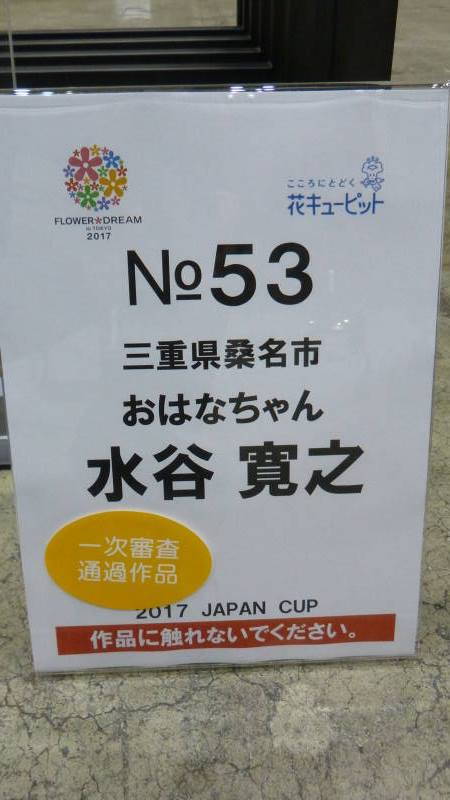 FLOWER★DREAM
in TOKYO
2017
こころにとどく
花キューピット
№53
三重県桑名市
おはなちゃん
水谷 寛之
一次審査
通過作品
2017 JAPAN CUP
作品に触れないでください。